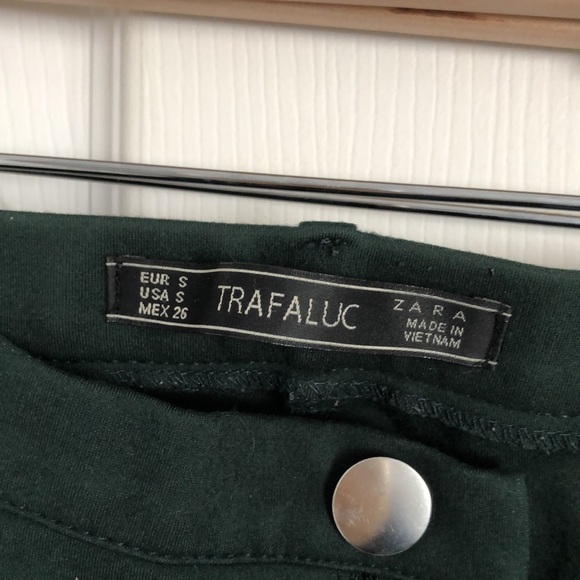 EUR S
USA S
MEX 26
TRAFALUC
ZARA
MADE IN
VIETNAM